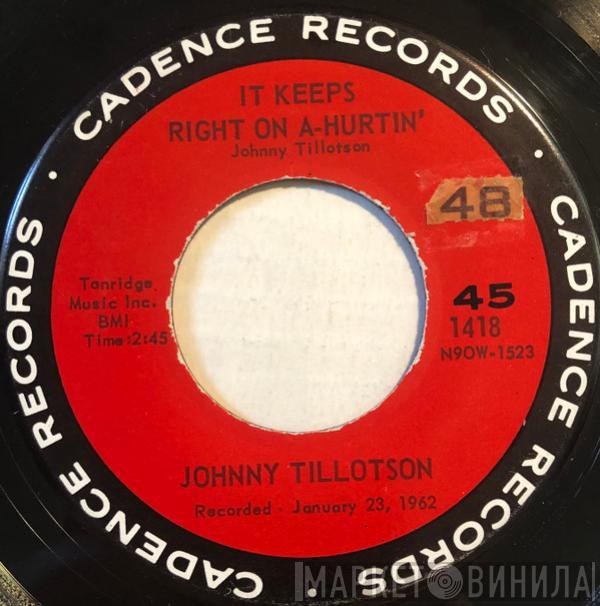 CADENCE RECORDS · CADENCE RECORDS · CADENCE RECORDS ·
IT KEEPS
RIGHT ON A-HURTIN'
Johnny Tillotson
48
Tanridge
Music Inc.
BMI
Time:2:45
45
1418
N9OW-1523
JOHNNY TILLOTSON
Recorded - January 23, 1962
МАРКЕТ ВИНИЛА!